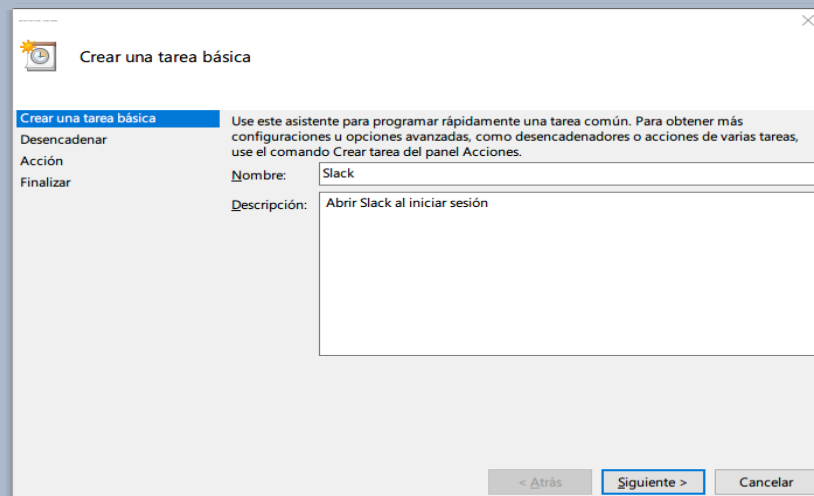 Crear una tarea básica
Crear una tarea básica
Desencadenar
Acción
Finalizar
Use este asistente para programar rápidamente una tarea común. Para obtener más
configuraciones u opciones avanzadas, como desencadenadores o acciones de varias tareas,
use el comando Crear tarea del panel Acciones.
Nombre:
Slack
Descripción:
Abrir Slack al iniciar sesión
< Atrás
Siguiente >
Cancelar